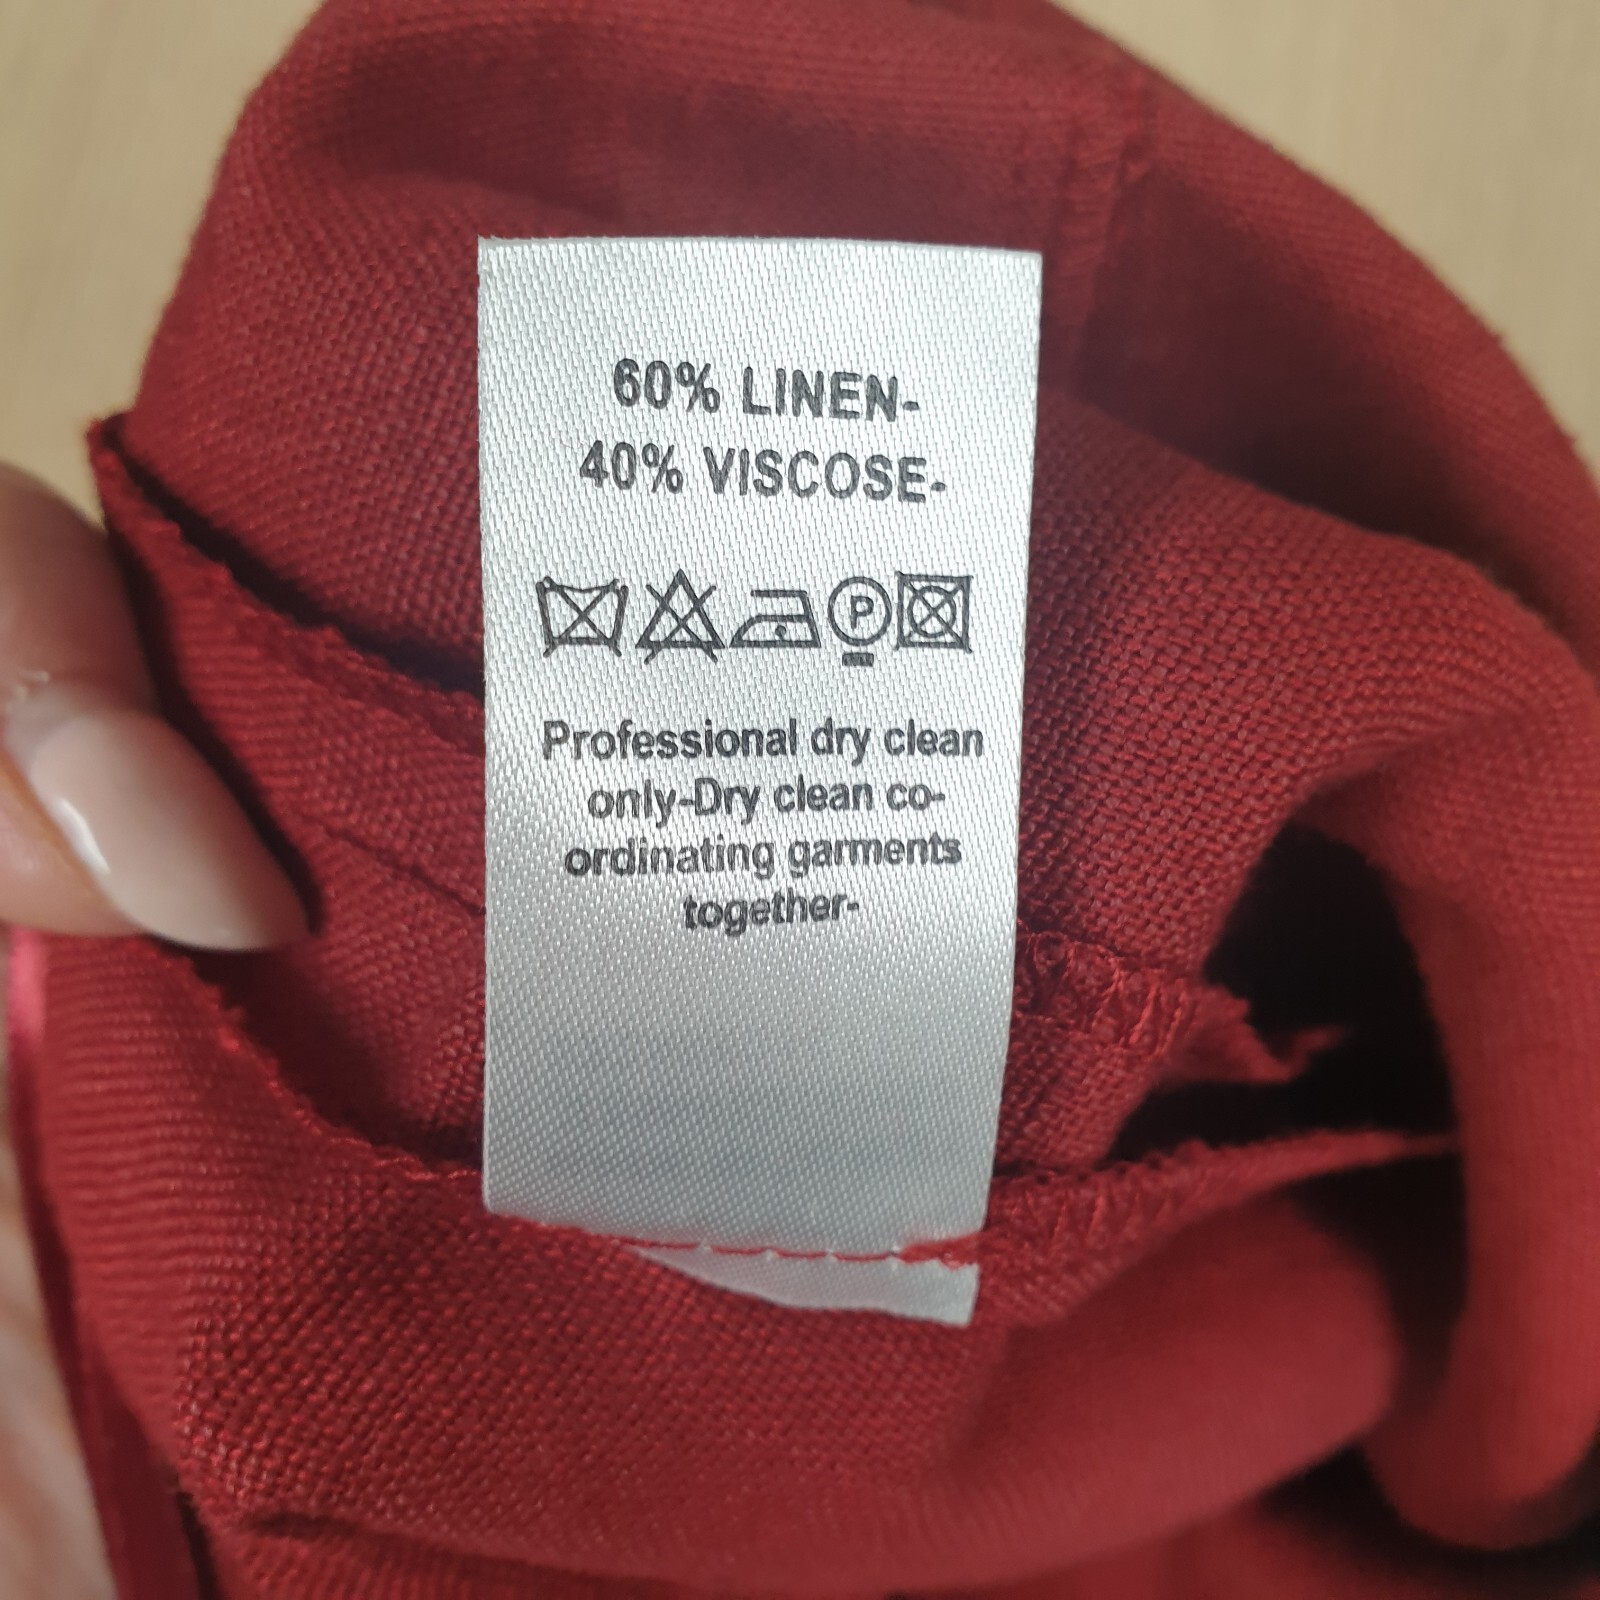 60% LINEN-
40% VISCOSE-
P
Professional dry clean
only-Dry clean co-
ordinating garments
together-